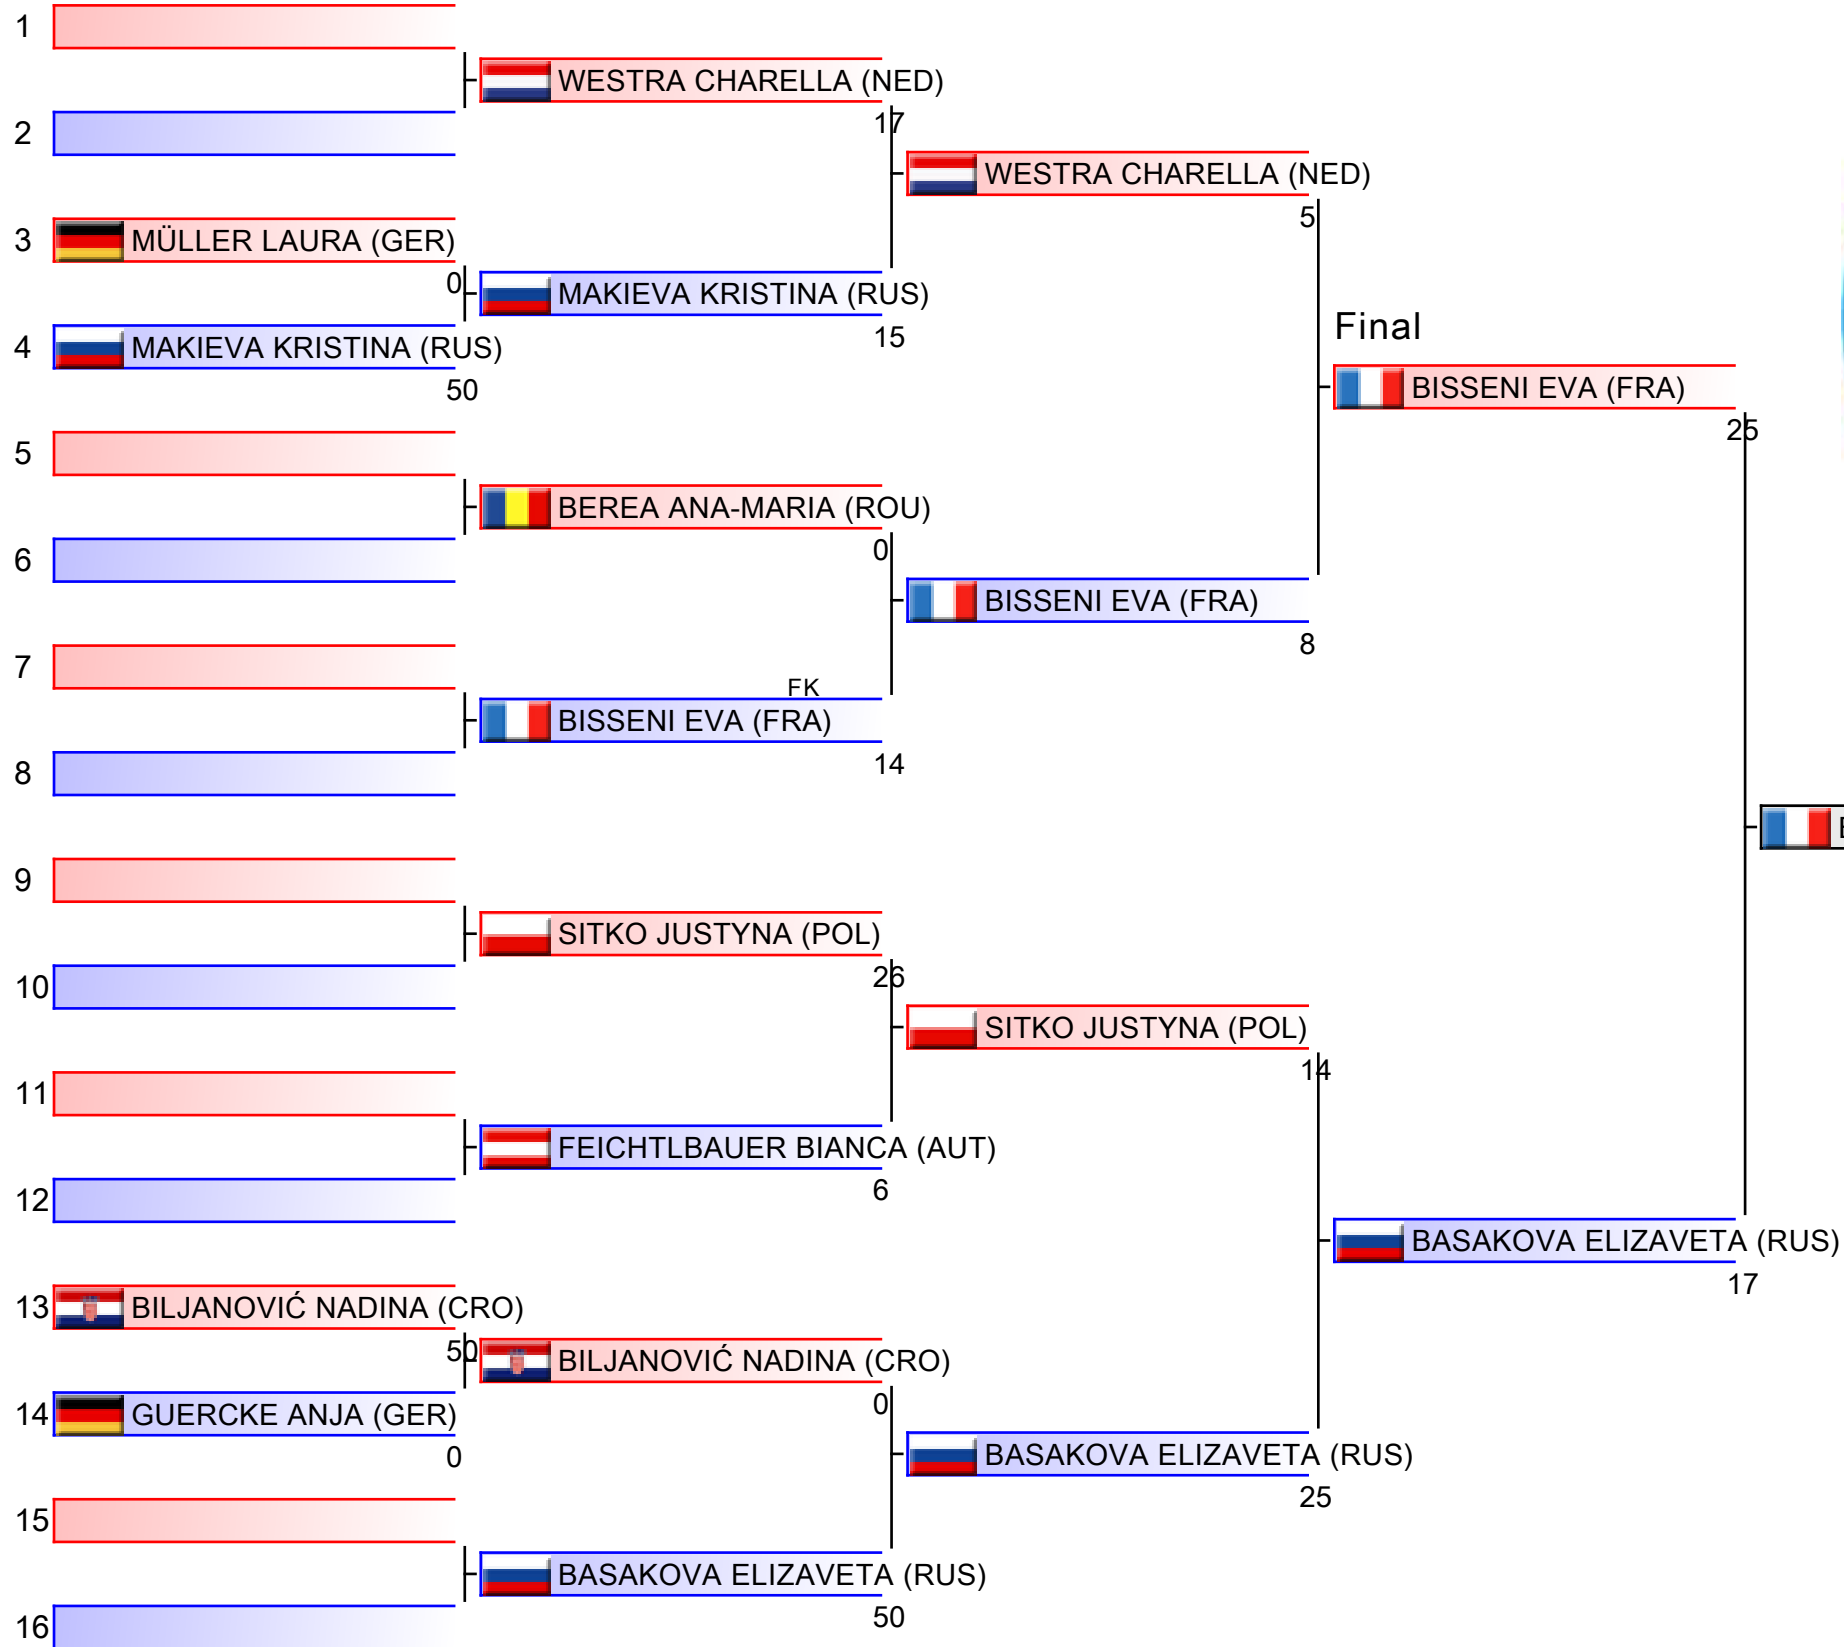 1
WESTRA CHARELLA (NED)
17
2
WESTRA CHARELLA (NED)
5
3 MÜLLER LAURA (GER)
0
MAKIEVA KRISTINA (RUS)
15
4 MAKIEVA KRISTINA (RUS)
50
Final
BISSENI EVA (FRA)
25
5
BEREA ANA-MARIA (ROU)
0
6
BISSENI EVA (FRA)
8
7
FK
BISSENI EVA (FRA)
14
8
9
SITKO JUSTYNA (POL)
26
10
SITKO JUSTYNA (POL)
14
11
FEICHTLBAUER BIANCA (AUT)
6
12
BASAKOVA ELIZAVETA (RUS)
17
13 BILJANOVIĆ NADINA (CRO)
50
BILJANOVIĆ NADINA (CRO)
0
14 GUERCKE ANJA (GER)
0
BASAKOVA ELIZAVETA (RUS)
25
15
BASAKOVA ELIZAVETA (RUS)
50
16